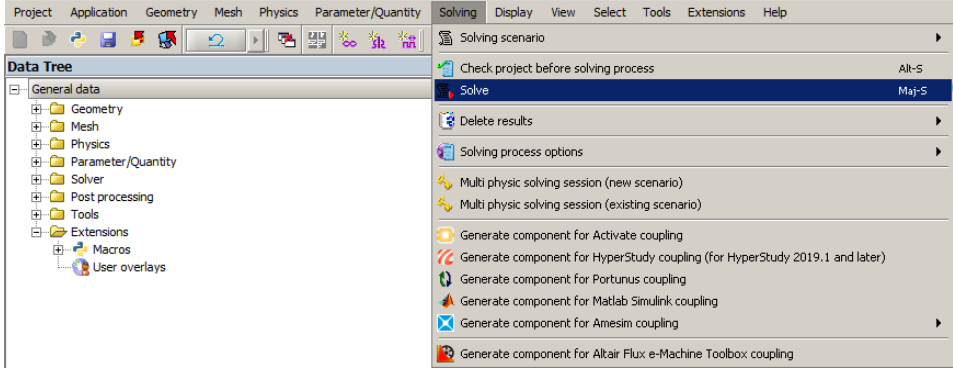 Project Application Geometry Mesh Physics Parameter/Quantity Solving Display View Select Tools Extensions Help
Data Tree
General data
Geometry
Mesh
Physics
Parameter/Quantity
Solver
Post processing
Tools
Extensions
Macros
User overlays
Solving scenario
Check project before solving process Alt-S
Solve Maj-S
Delete results
Solving process options
Multi physic solving session (new scenario)
Multi physic solving session (existing scenario)
Generate component for Activate coupling
Generate component for HyperStudy coupling (for HyperStudy 2019.1 and later)
Generate component for Portunus coupling
Generate component for Matlab Simulink coupling
Generate component for Amesim coupling
Generate component for Altair Flux e-Machine Toolbox coupling